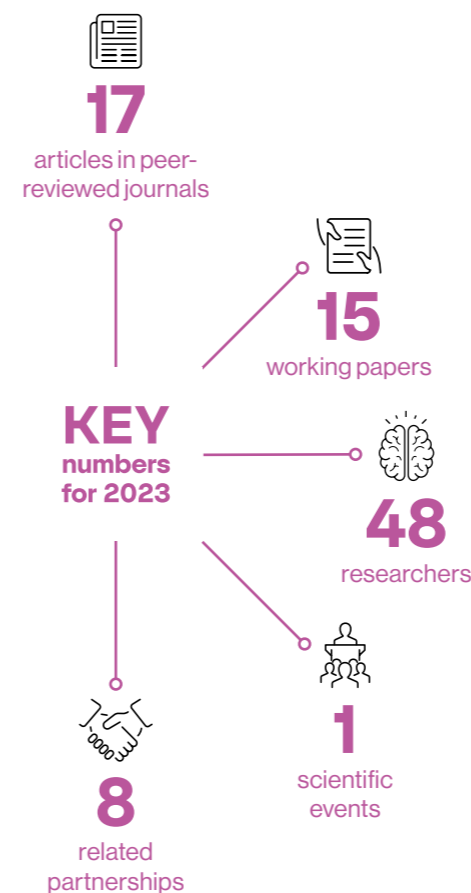 17
articles in peer-
reviewed journals
15
working papers
KEY
numbers
for 2023
48
researchers
1
scientific
events
8
related
partnerships